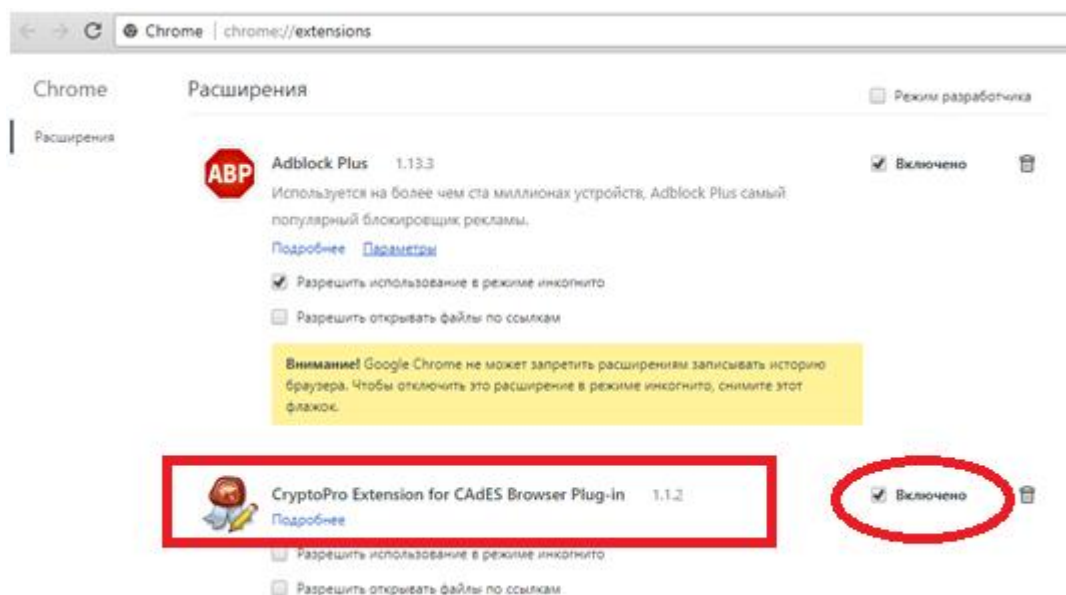 Chrome | chrome://extensions
Chrome
Расширения
Режим разработчика
Расширения
ABP
Adblock Plus 1.13.3
Включено
Используется на более чем ста миллионах устройств, Adblock Plus самый
популярный блокировщик рекламы.
Подробнее Параметры
Разрешить использование в режиме инкогнито
Разрешить открывать файлы по ссылкам
Внимание! Google Chrome не может запретить расширениям записывать историю
браузера. Чтобы отключить это расширение в режиме инкогнито, снимите этот
флажок.
CryptoPro Extension for CAdES Browser Plug-in 1.1.2
Включено
Подробнее
Разрешить использование в режиме инкогнито
Разрешить открывать файлы по ссылкам